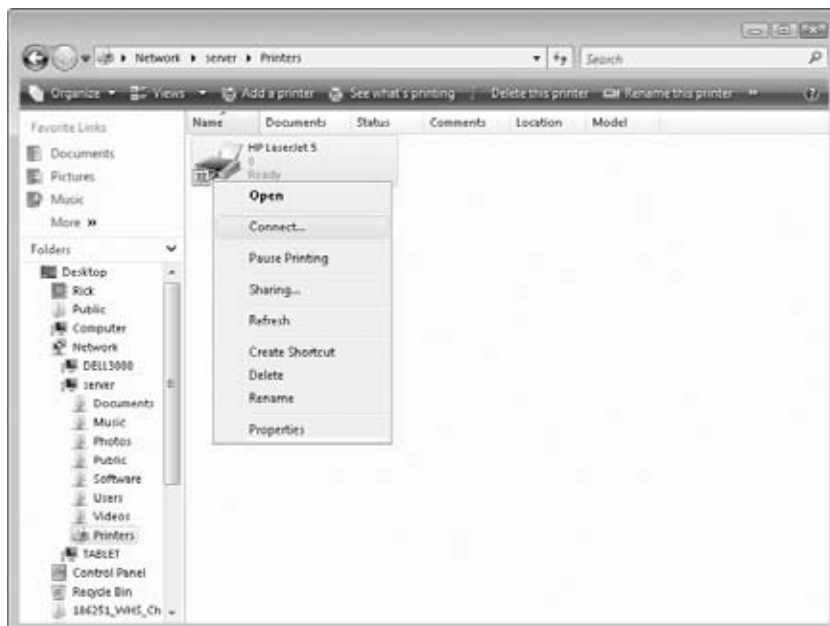 Network ▸ server ▸ Printers
Search
Organize Views Add a printer See what's printing Delete this printer Rename this printer »
Favorite Links
Documents
Pictures
Music
More »
Folders
Desktop
Rick
Public
Computer
Network
DELL3000
server
Documents
Music
Photos
Public
Software
Users
Videos
Printers
TABLET
Control Panel
Recycle Bin
186251_WHS_Ch
Name Documents Status Comments Location Model
HP LaserJet 5
0
Ready
Open
Connect...
Pause Printing
Sharing...
Refresh
Create Shortcut
Delete
Rename
Properties